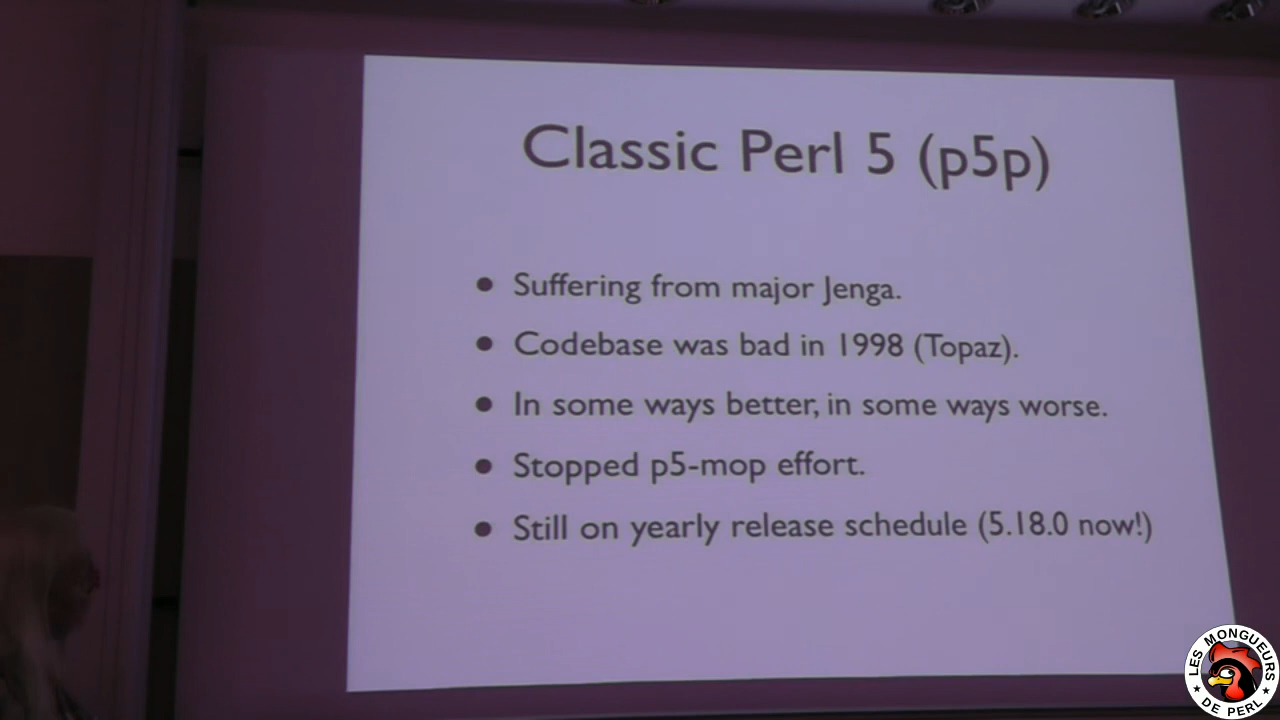 Classic Perl 5 (p5p)
• Suffering from major Jenga.
• Codebase was bad in 1998 (Topaz).
• In some ways better, in some ways worse.
• Stopped p5-mop effort.
• Still on yearly release schedule (5.18.0 now!)
LES MONGUEURS
★ DE PERL ★